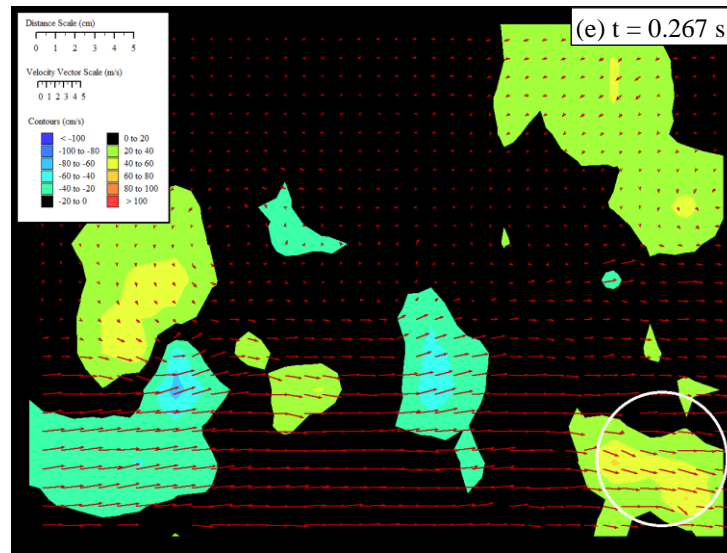 (e) t = 0.267 s
Distance Scale (cm)
0 1 2 3 4 5
Velocity Vector Scale (m/s)
0 1 2 3 4 5
Contours (cm/s)
< -100 0 to 20
-100 to -80 20 to 40
-80 to -60 40 to 60
-60 to -40 60 to 80
-40 to -20 80 to 100
-20 to 0 > 100